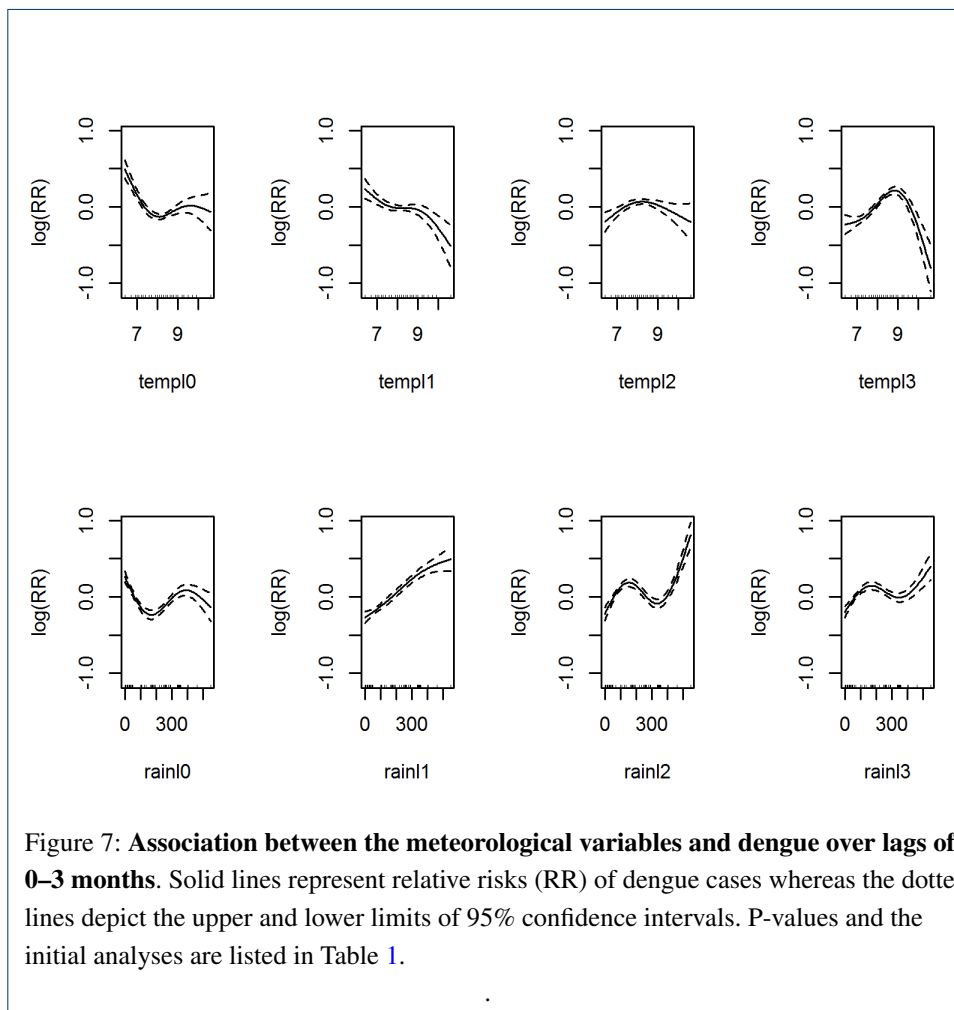 1.0 1.0 1.0 1.0
log(RR) log(RR) log(RR) log(RR)
0.0 0.0 0.0 0.0
-1.0 -1.0 -1.0 -1.0
7 9 7 9 7 9 7 9
templ0 templ1 templ2 templ3
1.0 1.0 1.0 1.0
log(RR) log(RR) log(RR) log(RR)
0.0 0.0 0.0 0.0
-1.0 -1.0 -1.0 -1.0
0 300 0 300 0 300 0 300
rainl0 rainl1 rainl2 rainl3
Figure 7: Association between the meteorological variables and dengue over lags of
0–3 months. Solid lines represent relative risks (RR) of dengue cases whereas the dotte
lines depict the upper and lower limits of 95% confidence intervals. P-values and the
initial analyses are listed in Table 1.
.